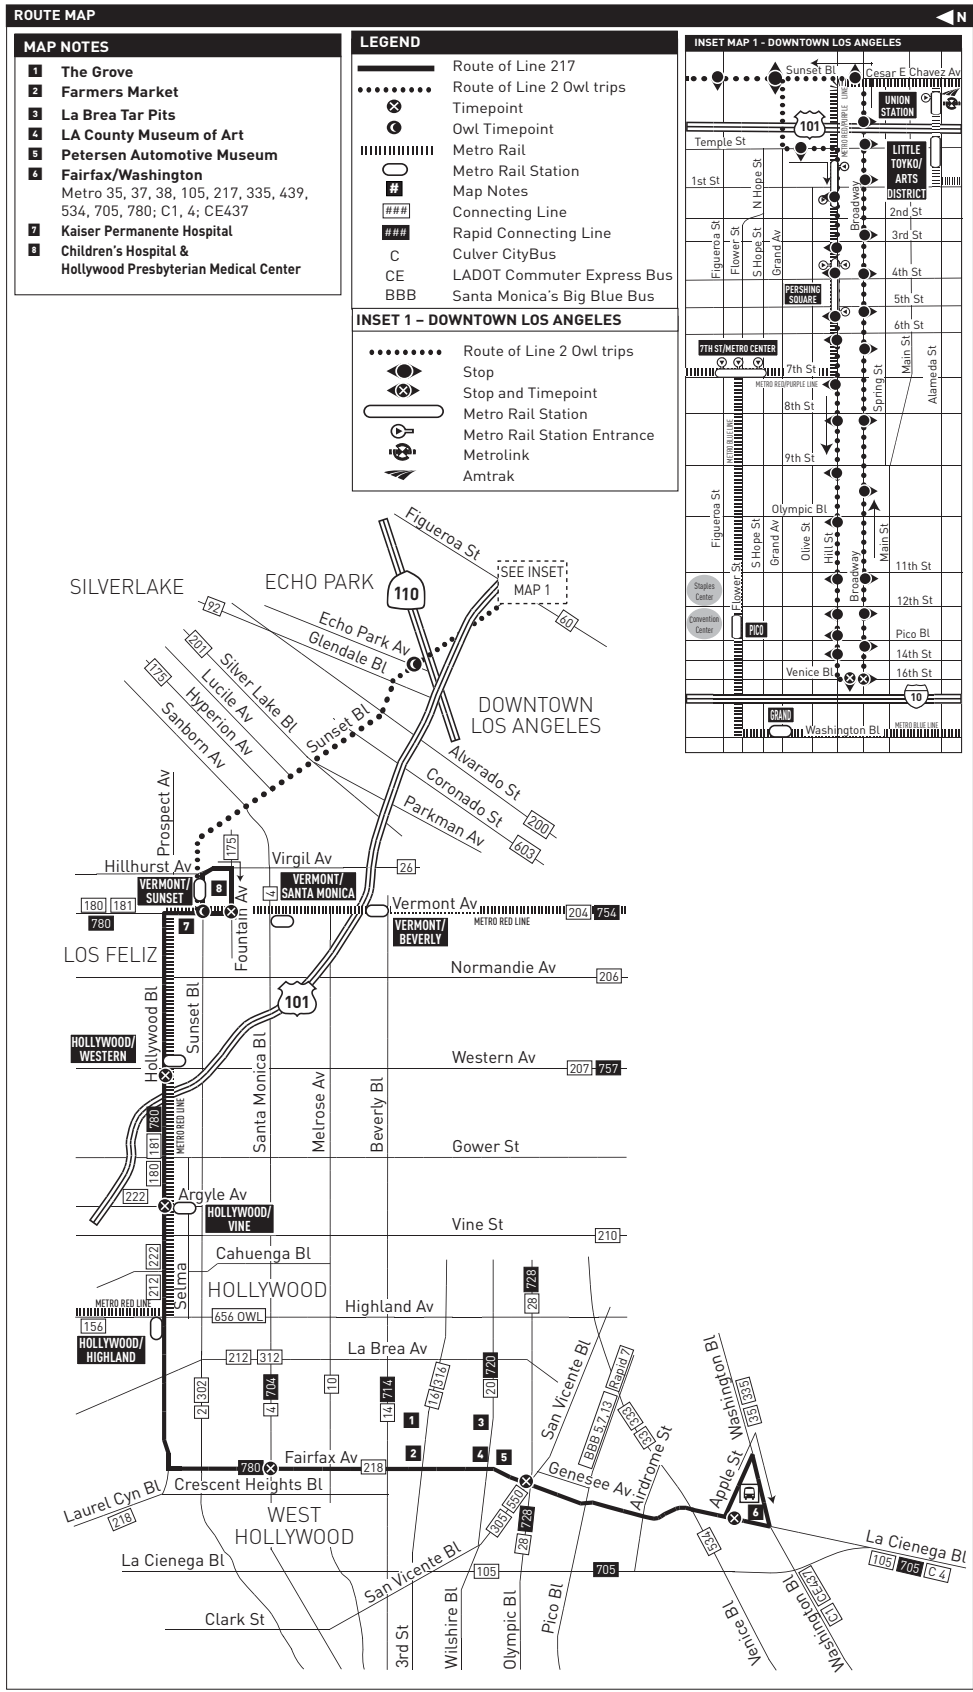 ROUTE MAP
N
MAP NOTES
1 The Grove
2 Farmers Market
3 La Brea Tar Pits
4 LA County Museum of Art
5 Petersen Automotive Museum
6 Fairfax/Washington
Metro 35, 37, 38, 105, 217, 335, 439,
534, 705, 780; C1, 4; CE437
7 Kaiser Permanente Hospital
8 Children's Hospital &
Hollywood Presbyterian Medical Center
LEGEND
Route of Line 217
Route of Line 2 Owl trips
Timepoint
Owl Timepoint
Metro Rail
Metro Rail Station
# Map Notes
### Connecting Line
### Rapid Connecting Line
C Culver CityBus
CE LADOT Commuter Express Bus
BBB Santa Monica's Big Blue Bus
INSET 1 – DOWNTOWN LOS ANGELES
Route of Line 2 Owl trips
Stop
Stop and Timepoint
Metro Rail Station
Metro Rail Station Entrance
Metrolink
Amtrak
INSET MAP 1 - DOWNTOWN LOS ANGELES
Sunset Bl
Cesar E Chavez Av
UNION
STATION
METRO RED/PURPLE LINE
101
Temple St
LITTLE
TOYKO/
ARTS
DISTRICT
1st St
N Hope St
Broadway
2nd St
Figueroa St
Flower St
S Hope St
Grand Av
3rd St
4th St
PERSHING
SQUARE
5th St
6th St
7TH ST/METRO CENTER
7th St
METRO RED/PURPLE LINE
Spring St
Main St
Alameda St
8th St
METRO BLUE LINE
9th St
Figueroa St
Olympic Bl
S Hope St
Grand Av
Olive St
Hill St
Main St
11th St
Staples
Center
Flower St
Broadway
12th St
Convention
Center
PICO
Pico Bl
14th St
Venice Bl
16th St
10
GRAND
Washington Bl
METRO BLUE LINE
Figueroa St
SILVERLAKE
ECHO PARK
110
SEE INSET
MAP 1
92
60
Echo Park Av
Glendale Bl
201
175
Silver Lake Bl
Lucile Av
Hyperion Av
Sanborn Av
Sunset Bl
DOWNTOWN
LOS ANGELES
Alvarado St
Coronado St
Parkman Av
200
603
Prospect Av
175
Hillhurst Av
Virgil Av
26
VERMONT/
SUNSET
8
4
VERMONT/
SANTA MONICA
180 181
780
7
Fountain Av
Vermont Av
METRO RED LINE
204 754
VERMONT/
BEVERLY
LOS FELIZ
Normandie Av
206
101
Hollywood Bl
Sunset Bl
HOLLYWOOD/
WESTERN
Santa Monica Bl
Melrose Av
Beverly Bl
Western Av
207 757
780
METRO RED LINE
181
180
Gower St
222
Argyle Av
HOLLYWOOD/
VINE
Vine St
210
222
212
Selma
Cahuenga Bl
HOLLYWOOD
METRO RED LINE
156
HOLLYWOOD/
HIGHLAND
656 OWL
Highland Av
28 728
La Brea Av
212 312
2 302
4 704
10
14 714
16 316
20 720
San Vicente Bl
BBB 5,7,13 Rapid 7
33 333
Washington Bl
35 335
1
2
3
4
5
780
Fairfax Av
218
Genesee Av
Airdrome St
Apple St
6
Crescent Heights Bl
Laurel Cyn Bl
218
WEST
HOLLYWOOD
305 550
28 728
534
La Cienega Bl
105 705 C 4
La Cienega Bl
San Vicente Bl
105
705
C1 CE437
Clark St
3rd St
Wilshire Bl
Olympic Bl
Pico Bl
Venice Bl
Washington Bl